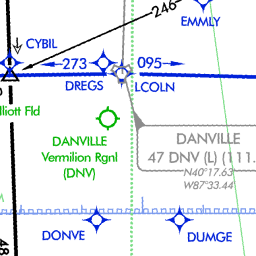 246
EMMLY
CYBIL
273
095
DREGS
LCOLN
lliott Fld
DANVILLE
Vermilion Rgnl
(DNV)
DANVILLE
47 DNV (L) (111.
N40°17.63'
W87°33.44'
DONVE
DUMGE
48